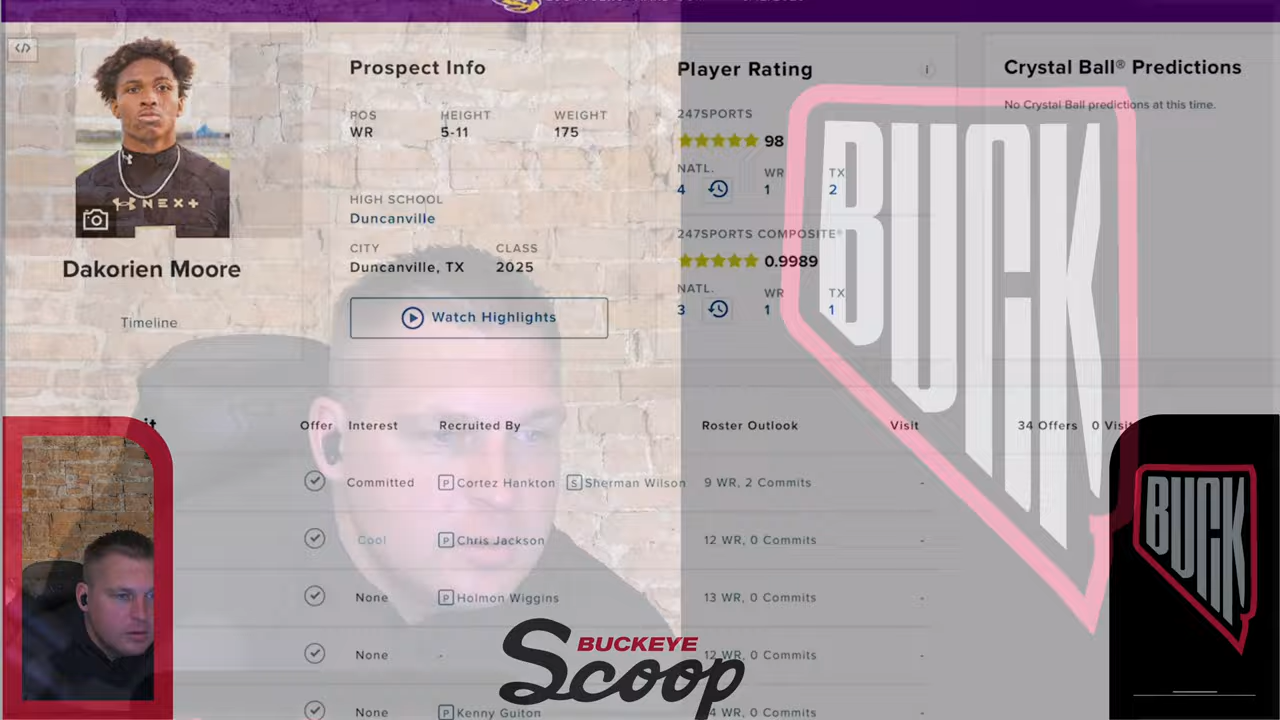 </>
Prospect Info
POS HEIGHT WEIGHT
WR 5-11 175
HIGH SCHOOL
Duncanville
CITY CLASS
Duncanville, TX 2025
Watch Highlights
NEXT
Dakorien Moore
Timeline
Player Rating i
247SPORTS
98
NATL. WR TX
4 1 2
247SPORTS COMPOSITE®
0.9989
NATL. WR TX
3 1 1
Crystal Ball® Predictions
No Crystal Ball predictions at this time.
BUCK
Offer Interest Recruited By Roster Outlook Visit 34 Offers 0 Visit
Committed P Cortez Hankton S Sherman Wilson 9 WR, 2 Commits -
Cool P Chris Jackson 12 WR, 0 Commits -
None P Holmon Wiggins 13 WR, 0 Commits -
None - 12 WR, 0 Commits -
None P Kenny Guiton 4 WR, 0 Commits -
BUCKEYE
Scoop
BUCK